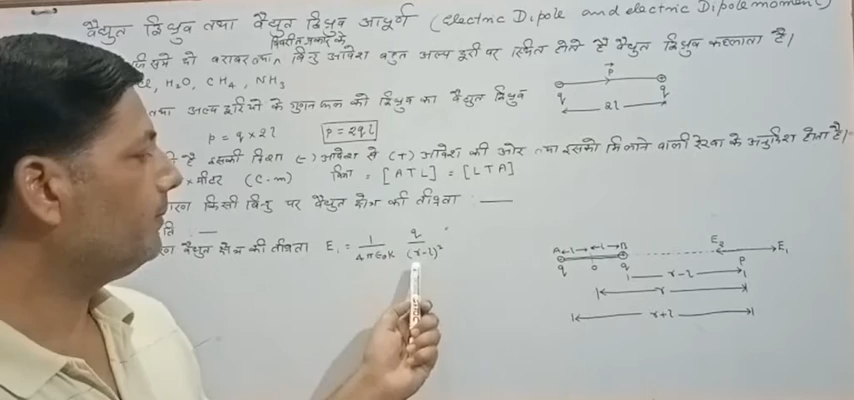 वैद्युत द्विध्रुव तथा वैद्युत द्विध्रुव आघूर्ण (electric Dipole and electric Dipole moment)
विपरीत प्रकार के
दो बराबर बिन्दु आवेश बहुत अल्प दूरी पर स्थित होते है वैद्युत द्विध्रुव कहलाता है।
H₂O, CH₄, NH₃
तथा अल्प दूरियों के गुणनफल को द्विध्रुव का वैद्युत द्विध्रुव
p = q × 2l p = 2ql
है इसकी दिशा (-) आवेश से (+) आवेश की ओर तथा इसको मिलाने वाली रेखा के अनुदिश होता है।
× मीटर (C-m) विमा = [ATL] = [LTA]
किसी बिन्दु पर वैद्युत क्षेत्र की तीव्रता :—
वैद्युत क्षेत्र की तीव्रता E₁ = 1/4πε₀K q/(r-l)²
p
q q
2l
A l l B E₂ E₁
q O q P
r-l
r
r+l